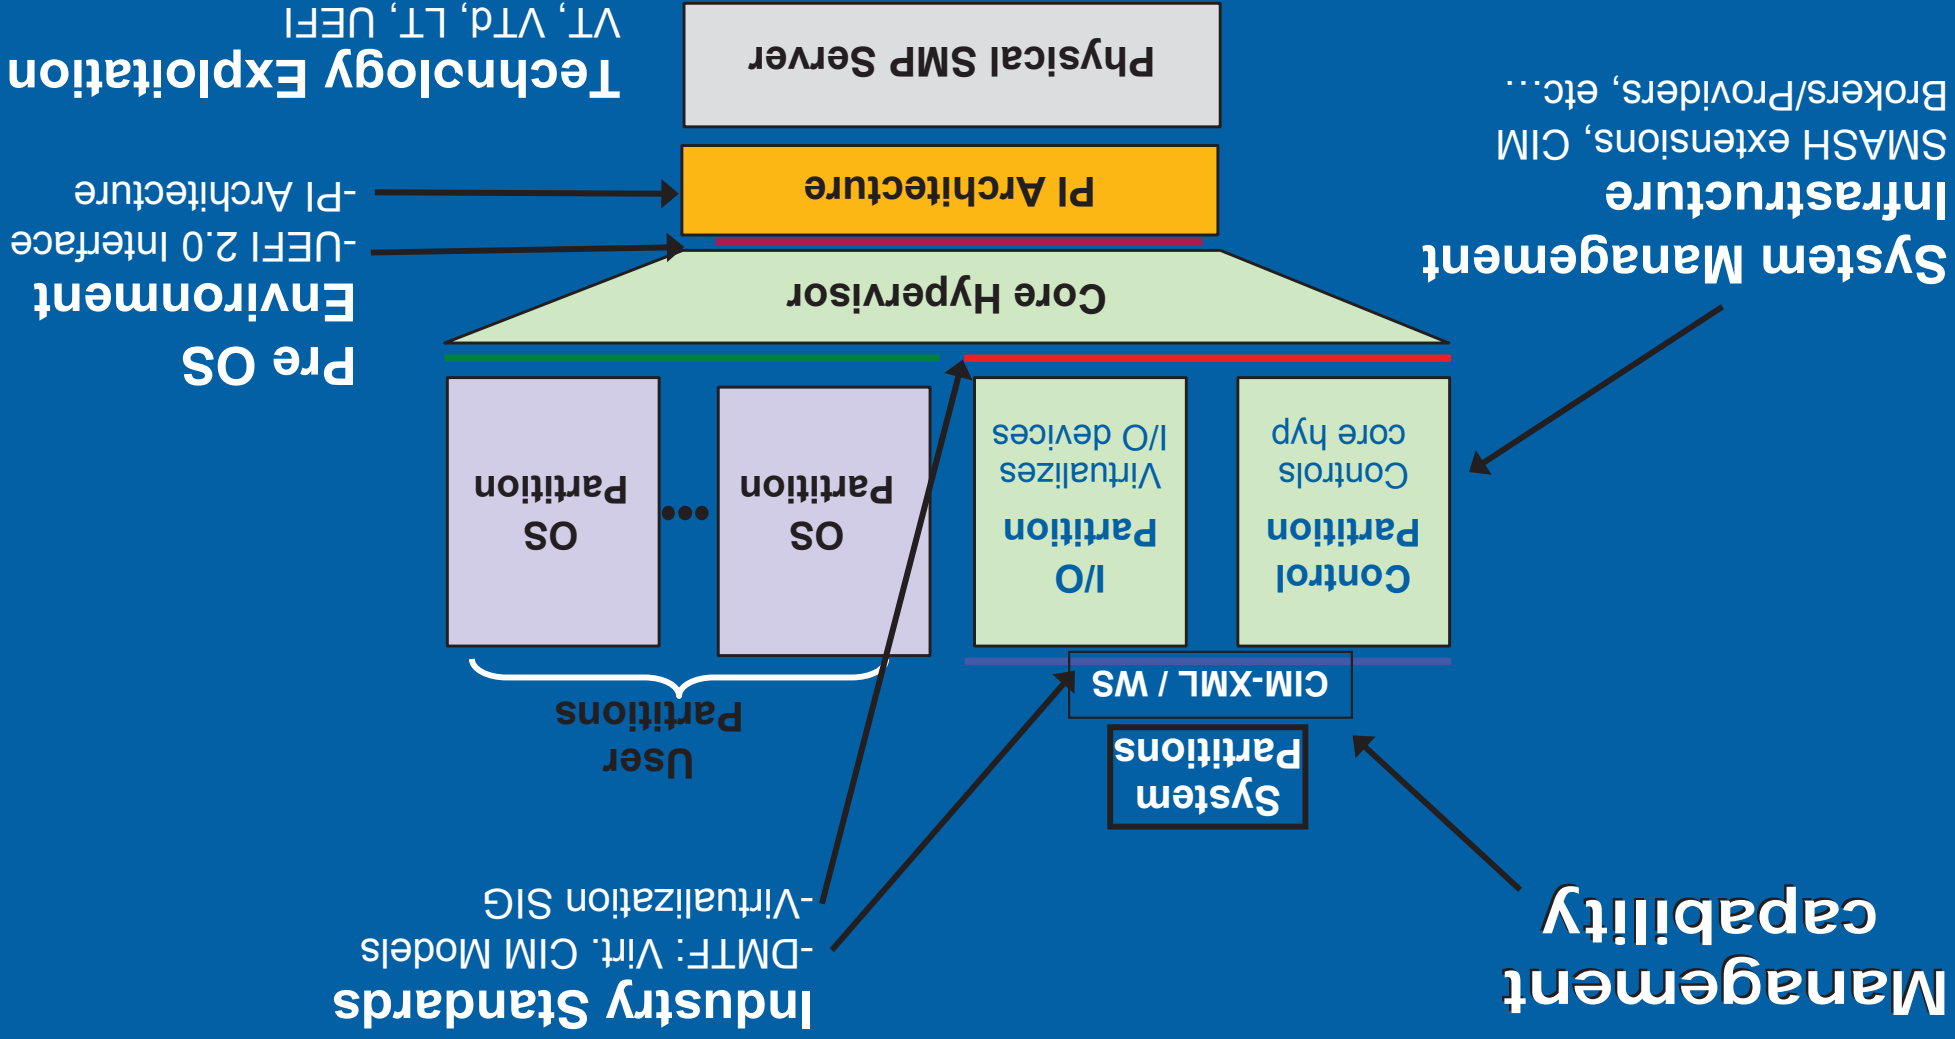 Management
capability
Industry Standards
-DMTF: Virt. CIM Models
-Virtualization SIG
System
Partitions
User
Partitions
CIM-XML / WS
Control
Partition
Controls
core hyp
I/O
Partition
Virtualizes
I/O devices
OS
Partition
...
OS
Partition
Pre OS
Environment
-UEFI 2.0 Interface
-PI Architecture
System Management
Infrastructure
SMASH extensions, CIM
Brokers/Providers, etc...
Core Hypervisor
PI Architecture
Physical SMP Server
Technology Exploitation
VT, VTd, LT, UEFI